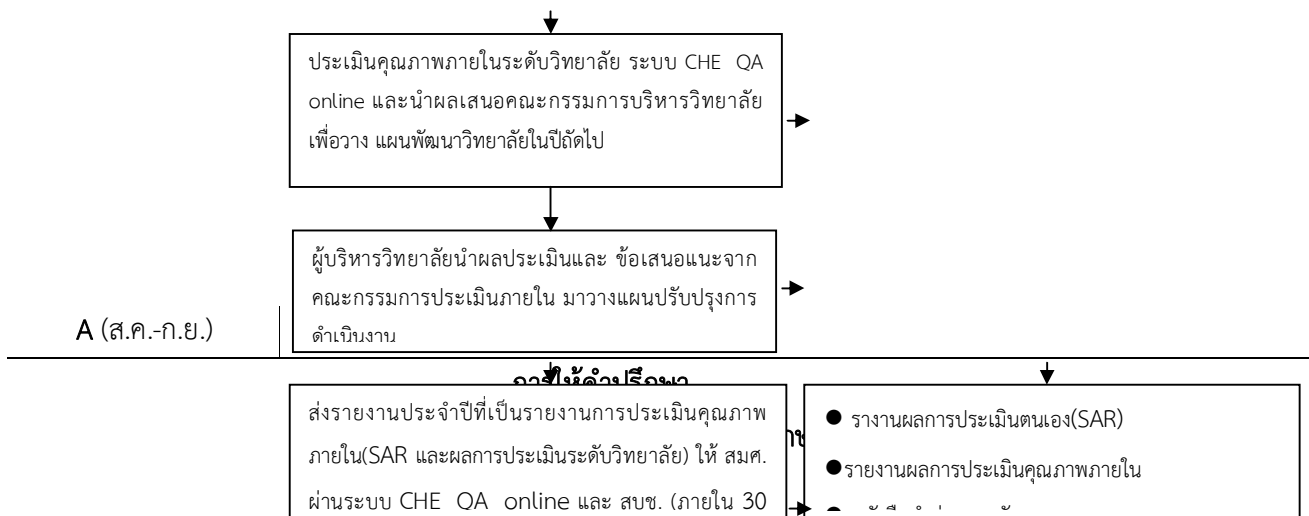 ประเมินคุณภาพภายในระดับวิทยาลัย ระบบ CHE QA
online และนำผลเสนอคณะกรรมการบริหารวิทยาลัย
เพื่อวาง แผนพัฒนาวิทยาลัยในปีถัดไป
ผู้บริหารวิทยาลัยนำผลประเมินและ ข้อเสนอแนะจาก
คณะกรรมการประเมินภายใน มาวางแผนปรับปรุงการ
ดำเนินงาน
A (ส.ค.-ก.ย.)
การให้คำปรึกษา
ส่งรายงานประจำปีที่เป็นรายงานการประเมินคุณภาพ
ภายใน(SAR และผลการประเมินระดับวิทยาลัย) ให้ สมศ.
ผ่านระบบ CHE QA online และ สบช. (ภายใน 30
● รางานผลการประเมินตนเอง(SAR)
●รายงานผลการประเมินคุณภาพภายใน